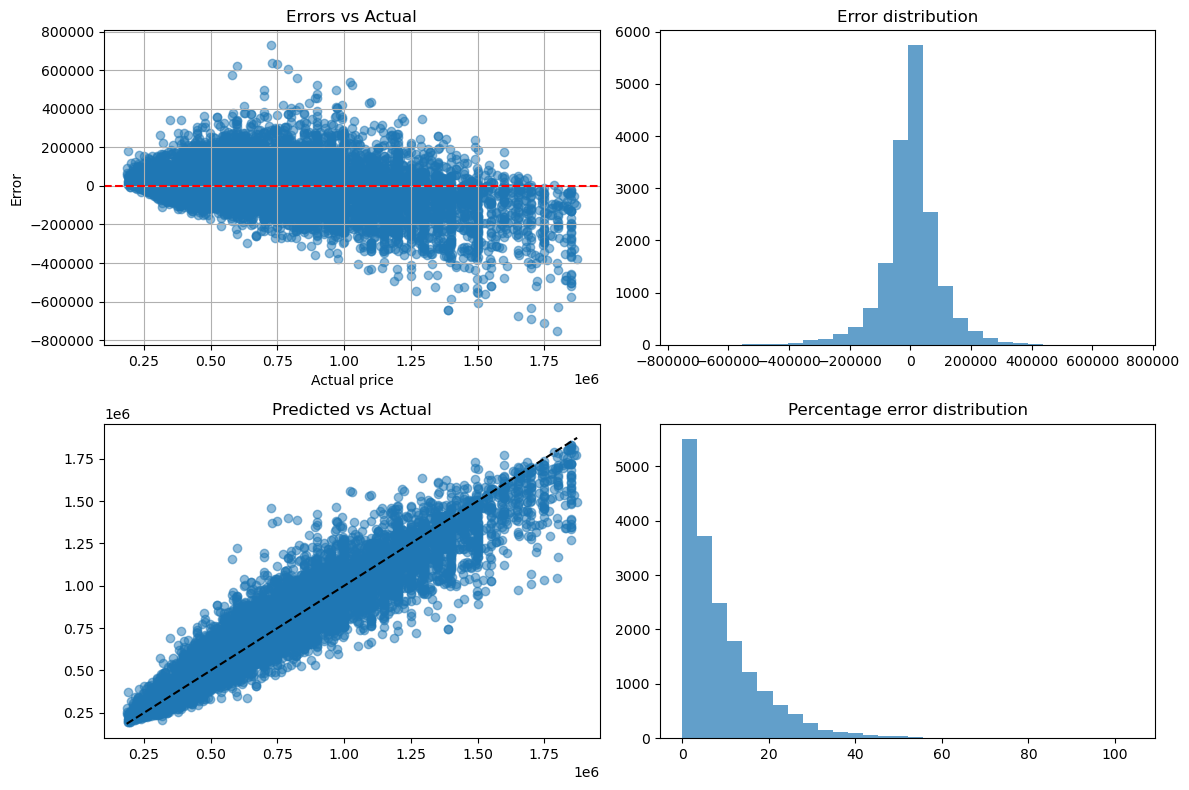 Errors vs Actual
Error distribution
800000
600000
400000
200000
0
−200000
−400000
−600000
−800000
Error
0.25 0.50 0.75 1.00 1.25 1.50 1.75
1e6
Actual price
6000
5000
4000
3000
2000
1000
0
−800000 −600000 −400000 −200000 0 200000 400000 600000 800000
Predicted vs Actual
1e6
1.75
1.50
1.25
1.00
0.75
0.50
0.25
0.25 0.50 0.75 1.00 1.25 1.50 1.75
1e6
Percentage error distribution
5000
4000
3000
2000
1000
0
0 20 40 60 80 100